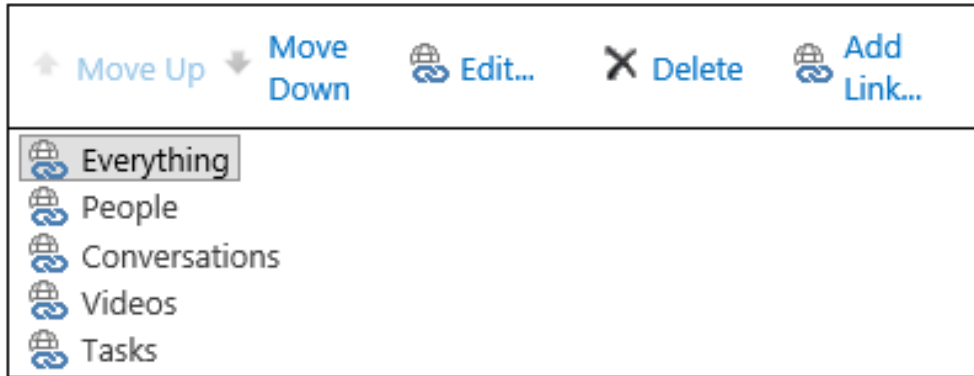 Move Up
Move
Down
Edit...
Delete
Add
Link...
Everything
People
Conversations
Videos
Tasks